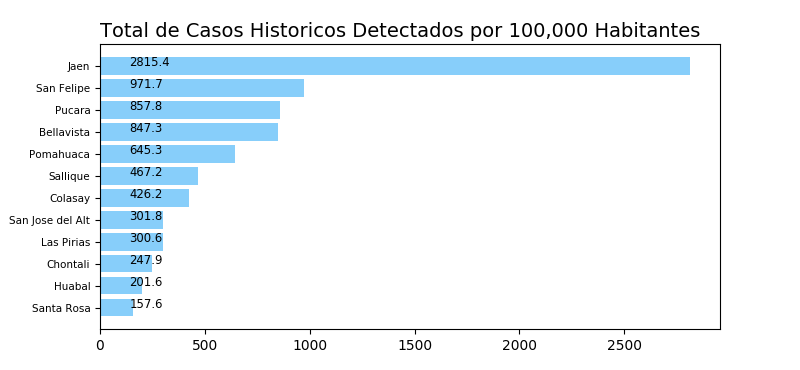 Total de Casos Historicos Detectados por 100,000 Habitantes
Jaen 2815.4
San Felipe 971.7
Pucara 857.8
Bellavista 847.3
Pomahuaca 645.3
Sallique 467.2
Colasay 426.2
San Jose del Alt 301.8
Las Pirias 300.6
Chontali 247.9
Huabal 201.6
Santa Rosa 157.6
0 500 1000 1500 2000 2500